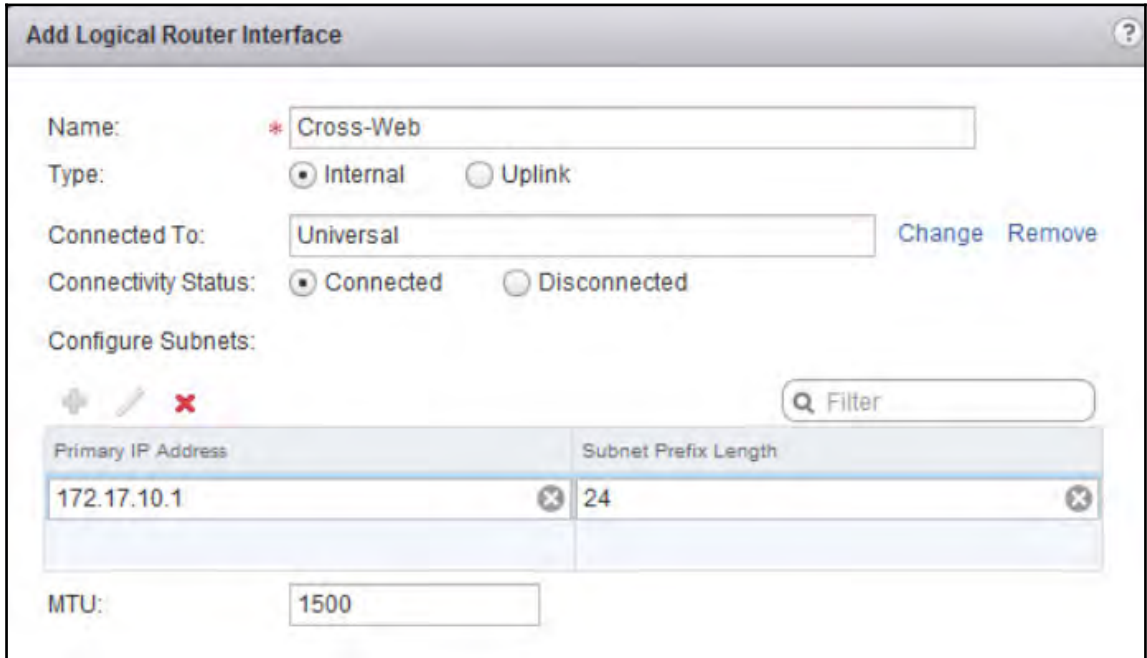 Add Logical Router Interface ?
Name: * Cross-Web
Type: Internal Uplink
Connected To: Universal Change Remove
Connectivity Status: Connected Disconnected
Configure Subnets:
Filter
Primary IP Address Subnet Prefix Length
172.17.10.1 24
MTU: 1500